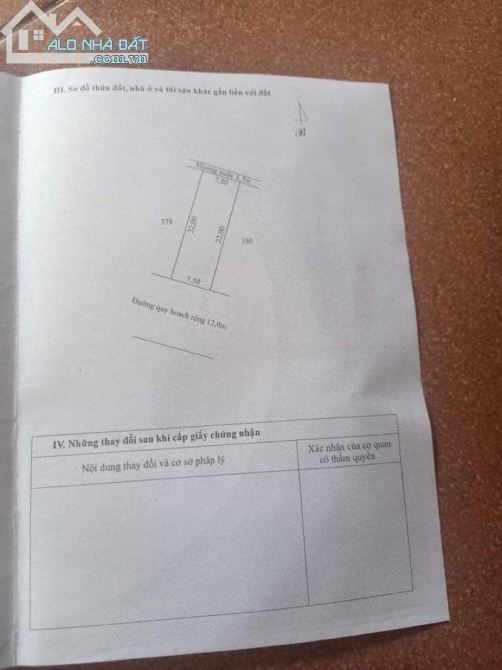 ALO NHÀ ĐẤT
.com.vn
III. Sơ đồ thửa đất, nhà ở và tài sản khác gắn liền với đất
B
Mương nước 1,5m
7,50
378
22,00
22,00
380
7,50
Đường quy hoạch rộng 12,0m
IV. Những thay đổi sau khi cấp giấy chứng nhận
Nội dung thay đổi và cơ sở pháp lý
Xác nhận của cơ quan
có thẩm quyền